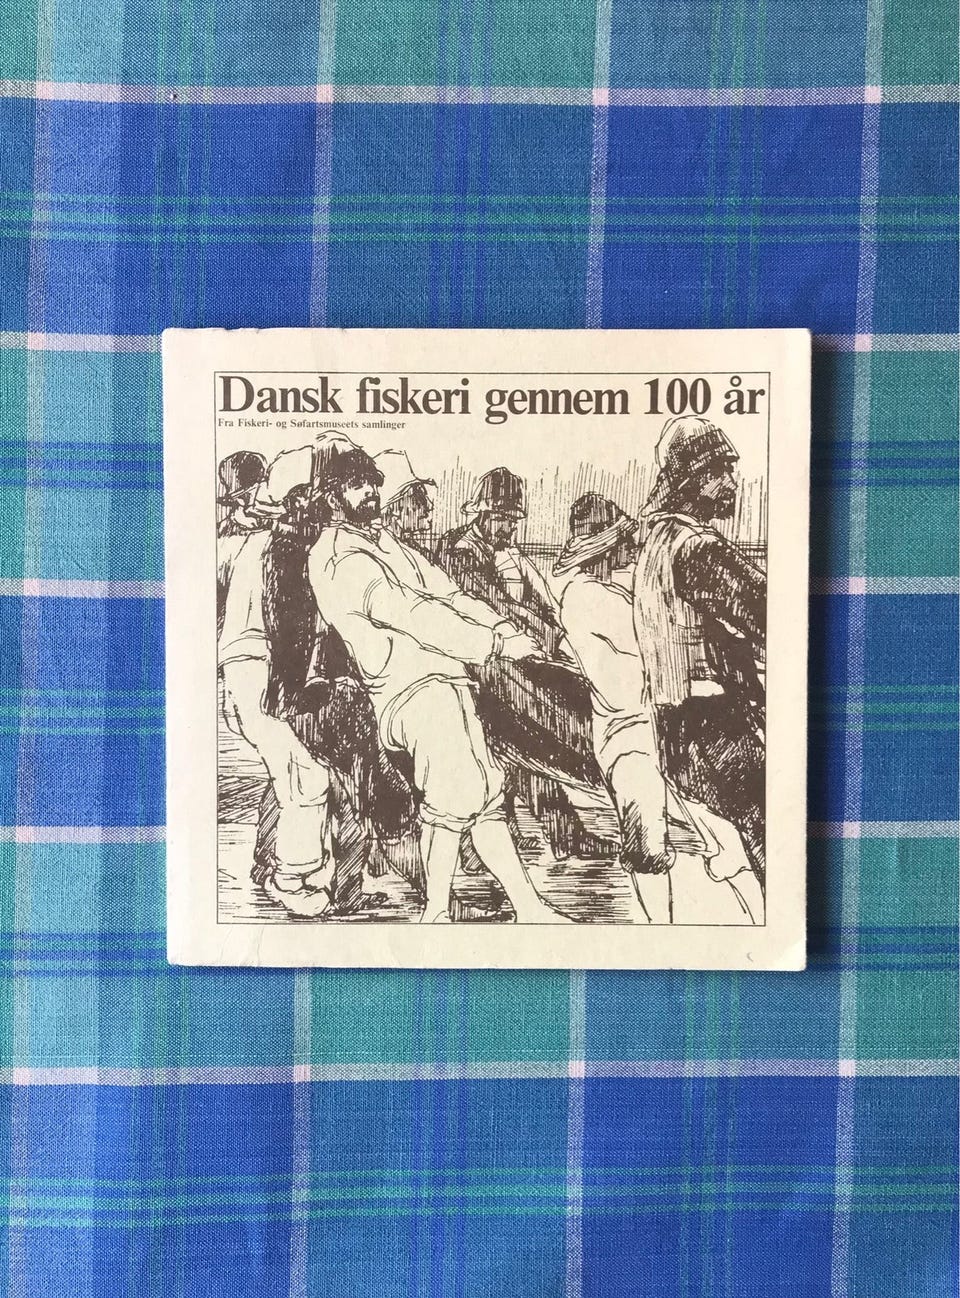 Dansk fiskeri gennem 100 år
Fra Fiskeri- og Søfartsmuseets samlinger